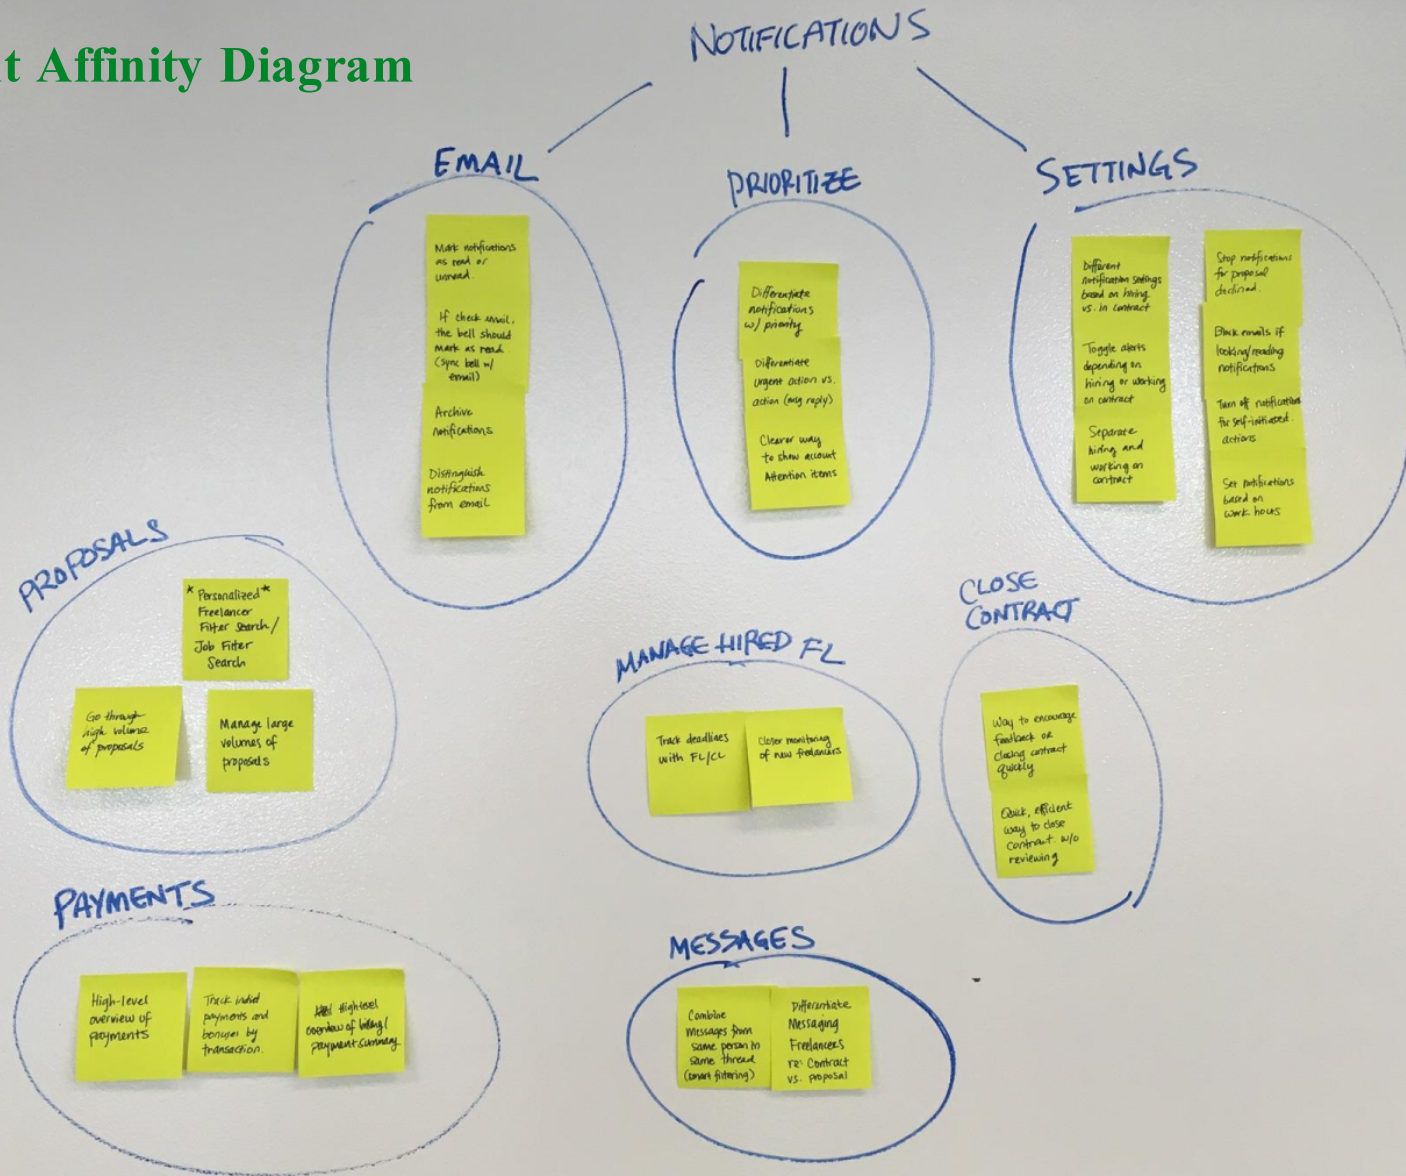 t Affinity Diagram
NOTIFICATIONS
EMAIL
Mark notifications
as read or
unread.
If check email,
the bell should
mark as read
(sync bell w/
email)
Archive
notifications
Distinguish
notifications
from email
PRIORITIZE
Differentiate
notifications
w/ priority
Differentiate
urgent action vs.
action (msg reply)
Clearer way
to show account
Attention items
SETTINGS
Different
notification settings
based on hiring
vs. in contract
Toggle alerts
depending on
hiring or working
on contract
Separate
hiring and
working on
contract
Stop notifications
for proposal
declined.
Block emails if
looking/reading
notifications
Turn off notifications
for self-initiated.
actions
Set notifications
based on
work hours
PROPOSALS
*Personalized*
Freelancer
Filter Search/
Job Filter
Search
Go through
high volume
of proposals
Manage large
volumes of
proposals
MANAGE HIRED FL
Track deadlines
with FL/CL
Closer monitoring
of new freelancers
CLOSE
CONTRACT
Way to encourage
feedback or
closing contract
quickly
Quick, efficient
way to close
contract w/o
reviewing
PAYMENTS
High-level
overview of
payments
Track
payments and
bonuses by
transaction.
High level
overview of billing/
payment summary
MESSAGES
Combine
messages from
same person in
same thread
(smart filtering)
Differentiate
Messaging
Freelancers
re: Contract
vs. proposal